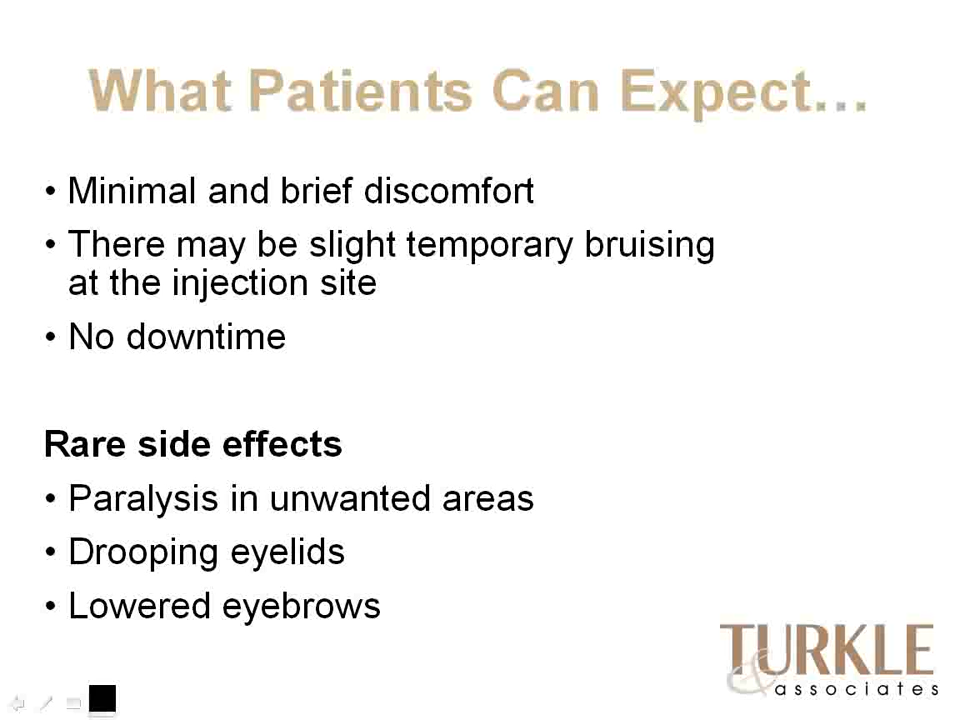 What Patients Can Expect…
• Minimal and brief discomfort
• There may be slight temporary bruising
at the injection site
• No downtime
Rare side effects
• Paralysis in unwanted areas
• Drooping eyelids
• Lowered eyebrows
TURKLE
& associates